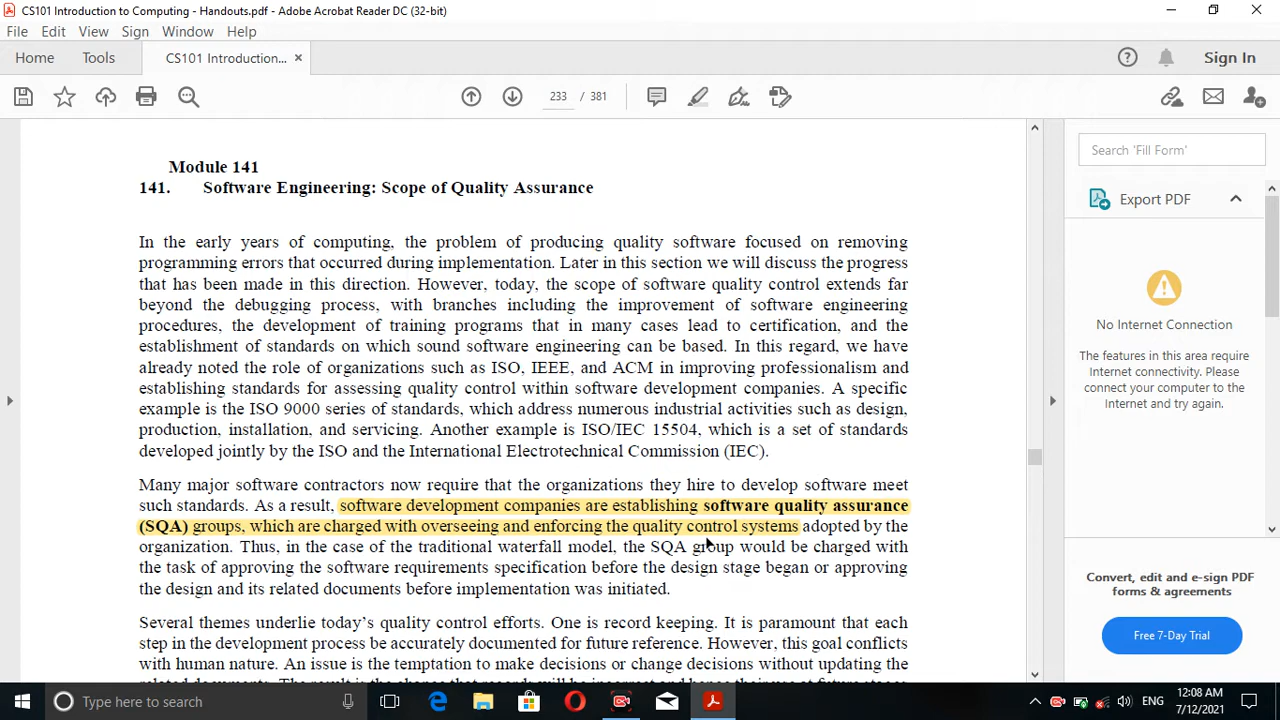 CS101 Introduction to Computing - Handouts.pdf - Adobe Acrobat Reader DC (32-bit)
File Edit View Sign Window Help
Home Tools CS101 Introduction... × Sign In
233 / 381
Module 141
141. Software Engineering: Scope of Quality Assurance
In the early years of computing, the problem of producing quality software focused on removing
programming errors that occurred during implementation. Later in this section we will discuss the progress
that has been made in this direction. However, today, the scope of software quality control extends far
beyond the debugging process, with branches including the improvement of software engineering
procedures, the development of training programs that in many cases lead to certification, and the
establishment of standards on which sound software engineering can be based. In this regard, we have
already noted the role of organizations such as ISO, IEEE, and ACM in improving professionalism and
establishing standards for assessing quality control within software development companies. A specific
example is the ISO 9000 series of standards, which address numerous industrial activities such as design,
production, installation, and servicing. Another example is ISO/IEC 15504, which is a set of standards
developed jointly by the ISO and the International Electrotechnical Commission (IEC).
Many major software contractors now require that the organizations they hire to develop software meet
such standards. As a result, software development companies are establishing software quality assurance
(SQA) groups, which are charged with overseeing and enforcing the quality control systems adopted by the
organization. Thus, in the case of the traditional waterfall model, the SQA group would be charged with
the task of approving the software requirements specification before the design stage began or approving
the design and its related documents before implementation was initiated.
Several themes underlie today's quality control efforts. One is record keeping. It is paramount that each
step in the development process be accurately documented for future reference. However, this goal conflicts
with human nature. An issue is the temptation to make decisions or change decisions without updating the
Search 'Fill Form'
Export PDF
No Internet Connection
The features in this area require
Internet connectivity. Please
connect your computer to the
Internet and try again.
Convert, edit and e-sign PDF
forms & agreements
Free 7-Day Trial
Type here to search
ENG
12:08 AM
7/12/2021